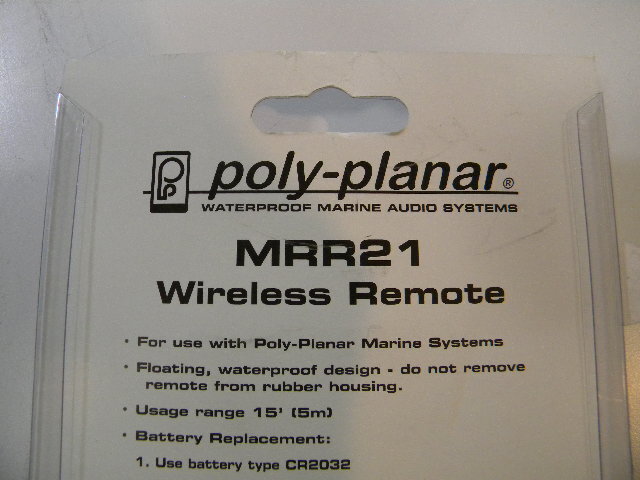 poly-planar®
WATERPROOF MARINE AUDIO SYSTEMS
MRR21
Wireless Remote
• For use with Poly-Planar Marine Systems
• Floating, waterproof design - do not remove
remote from rubber housing.
• Usage range 15' (5m)
• Battery Replacement:
1. Use battery type CR2032